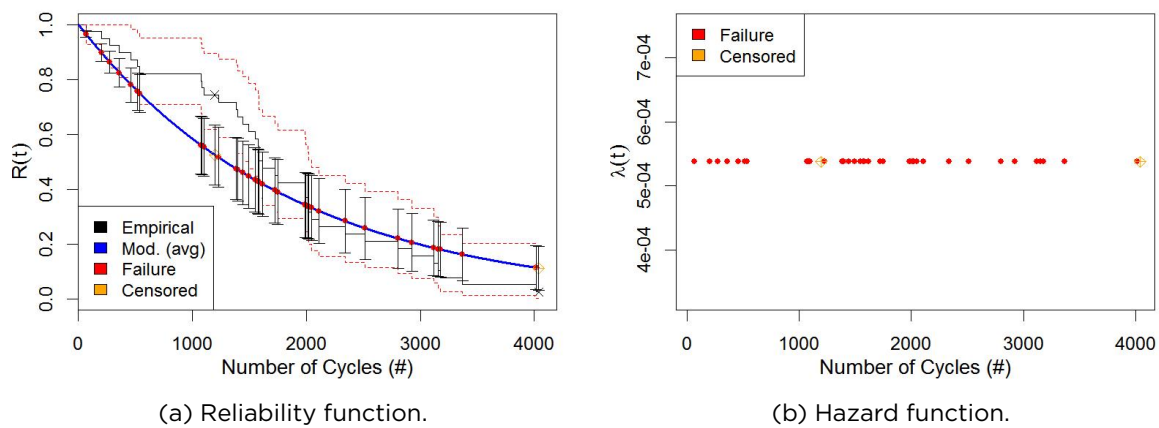 R(t)
1.0
0.8
0.6
0.4
0.2
0.0
Empirical
Mod. (avg)
Failure
Censored
0 1000 2000 3000 4000
Number of Cycles (#)
(a) Reliability function.
λ(t)
7e-04
6e-04
5e-04
4e-04
Failure
Censored
0 1000 2000 3000 4000
Number of Cycles (#)
(b) Hazard function.